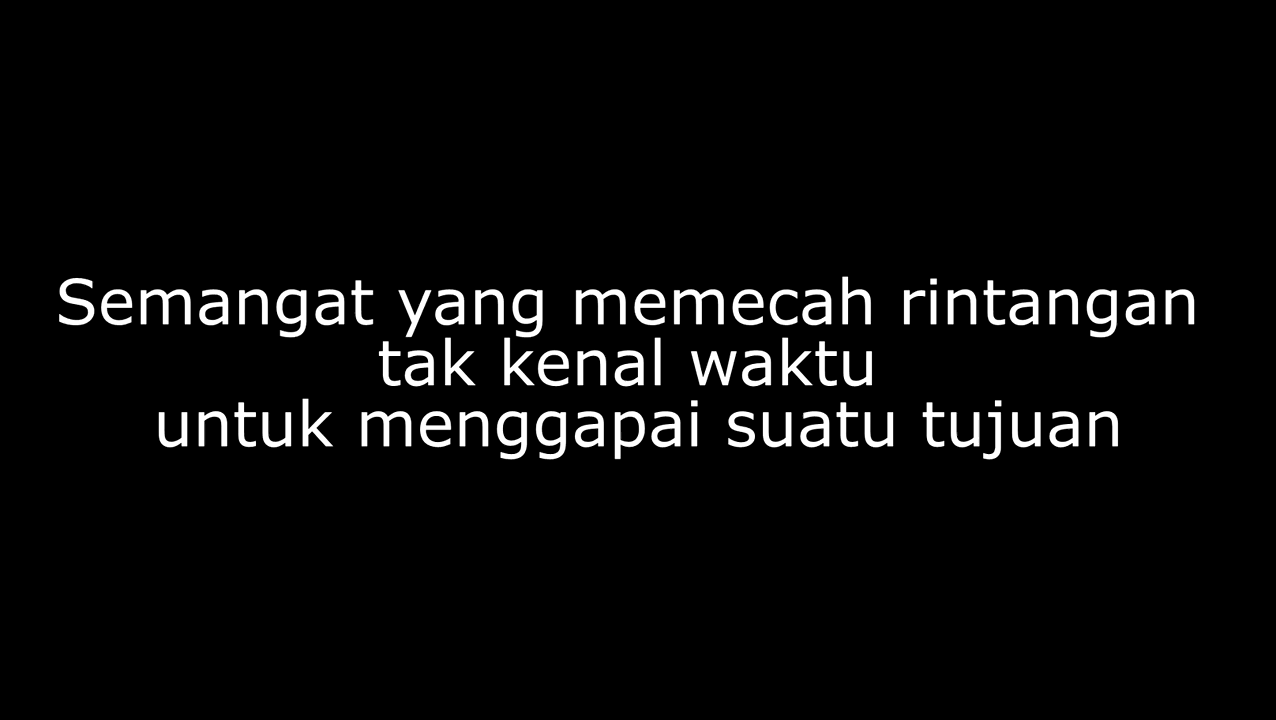 Semangat yang memecah rintangan
tak kenal waktu
untuk menggapai suatu tujuan